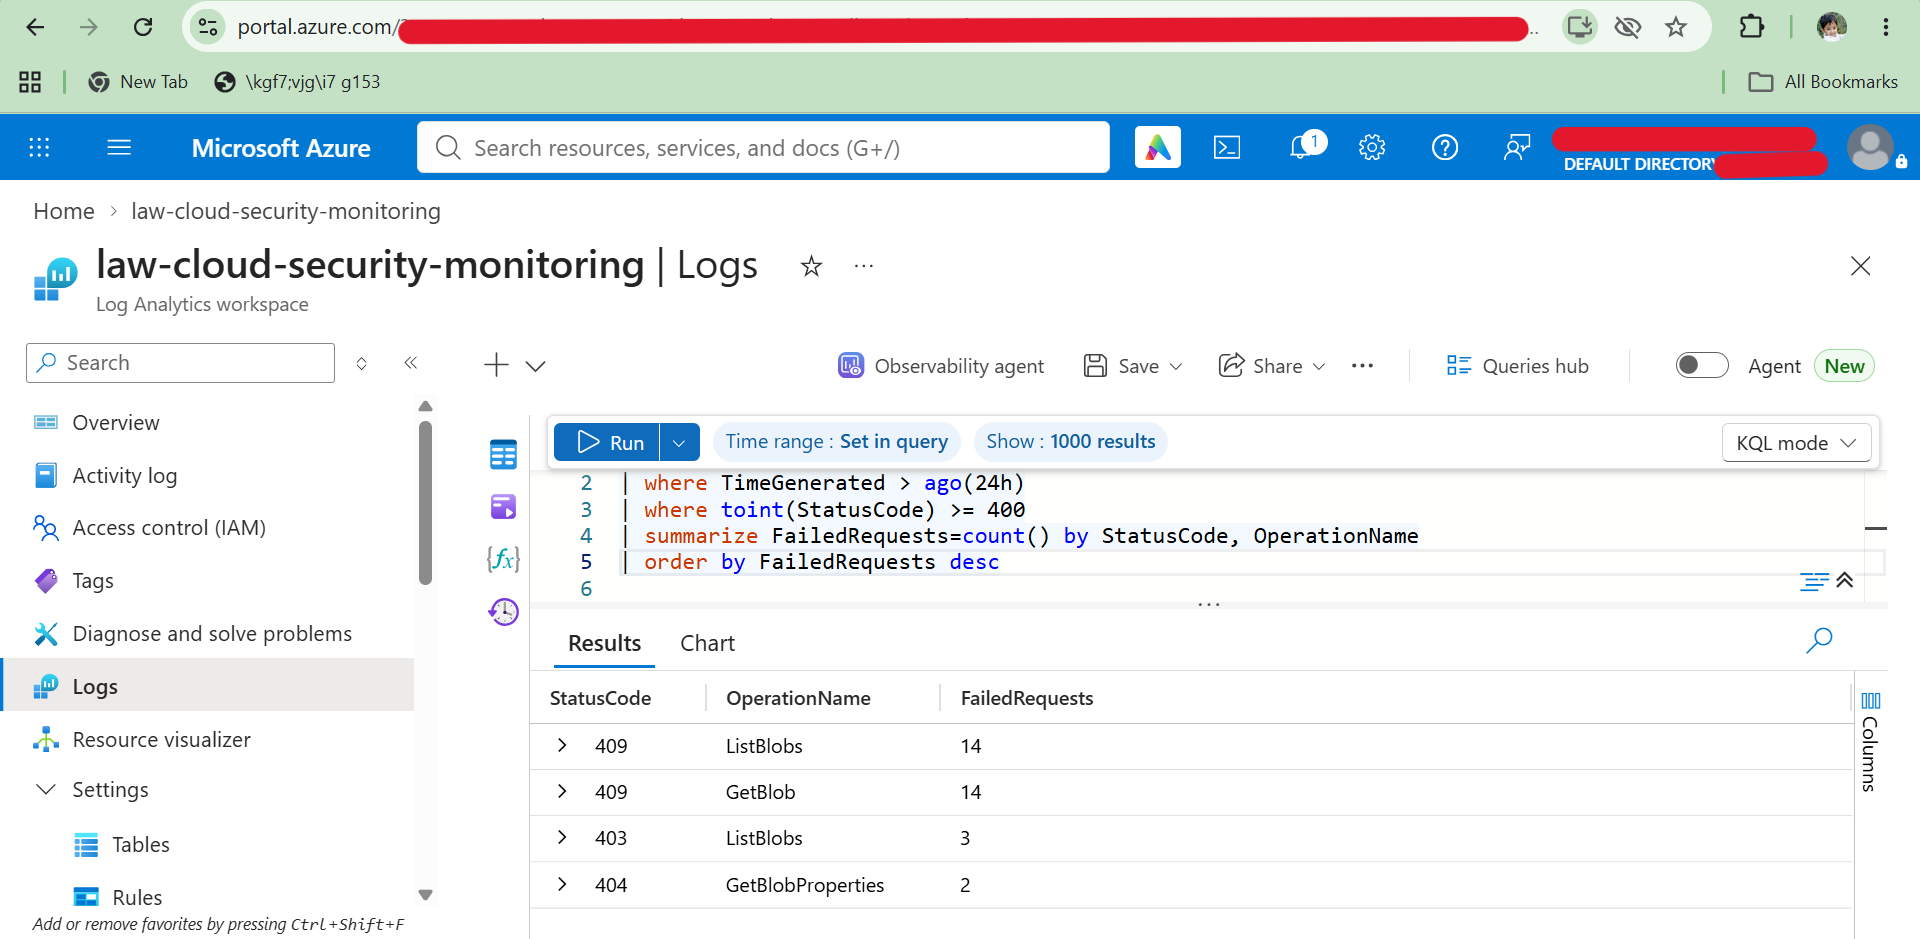 portal.azure.com/
New Tab
\kgf7;vjg\i7 g153
All Bookmarks
Microsoft Azure
Search resources, services, and docs (G+/)
1
DEFAULT DIRECTORY
Home > law-cloud-security-monitoring
law-cloud-security-monitoring | Logs
Log Analytics workspace
Search
Observability agent
Save
Share
Queries hub
Agent
New
Overview
Activity log
Access control (IAM)
Tags
Diagnose and solve problems
Logs
Resource visualizer
Settings
Tables
Rules
Add or remove favorites by pressing Ctrl+Shift+F
Run
Time range : Set in query
Show : 1000 results
KQL mode
2 | where TimeGenerated > ago(24h)
3 | where toint(StatusCode) >= 400
4 | summarize FailedRequests=count() by StatusCode, OperationName
5 | order by FailedRequests desc
6
Results Chart
StatusCode OperationName FailedRequests
409 ListBlobs 14
409 GetBlob 14
403 ListBlobs 3
404 GetBlobProperties 2
Columns